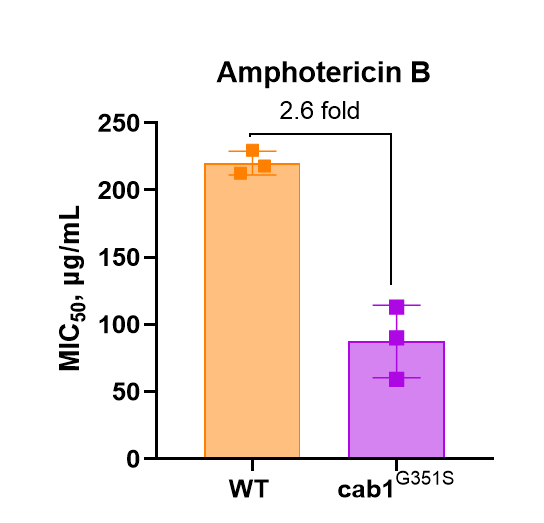 Amphotericin B
2.6 fold
MIC50, µg/mL
250
200
150
100
50
0
WT
cab1G351S